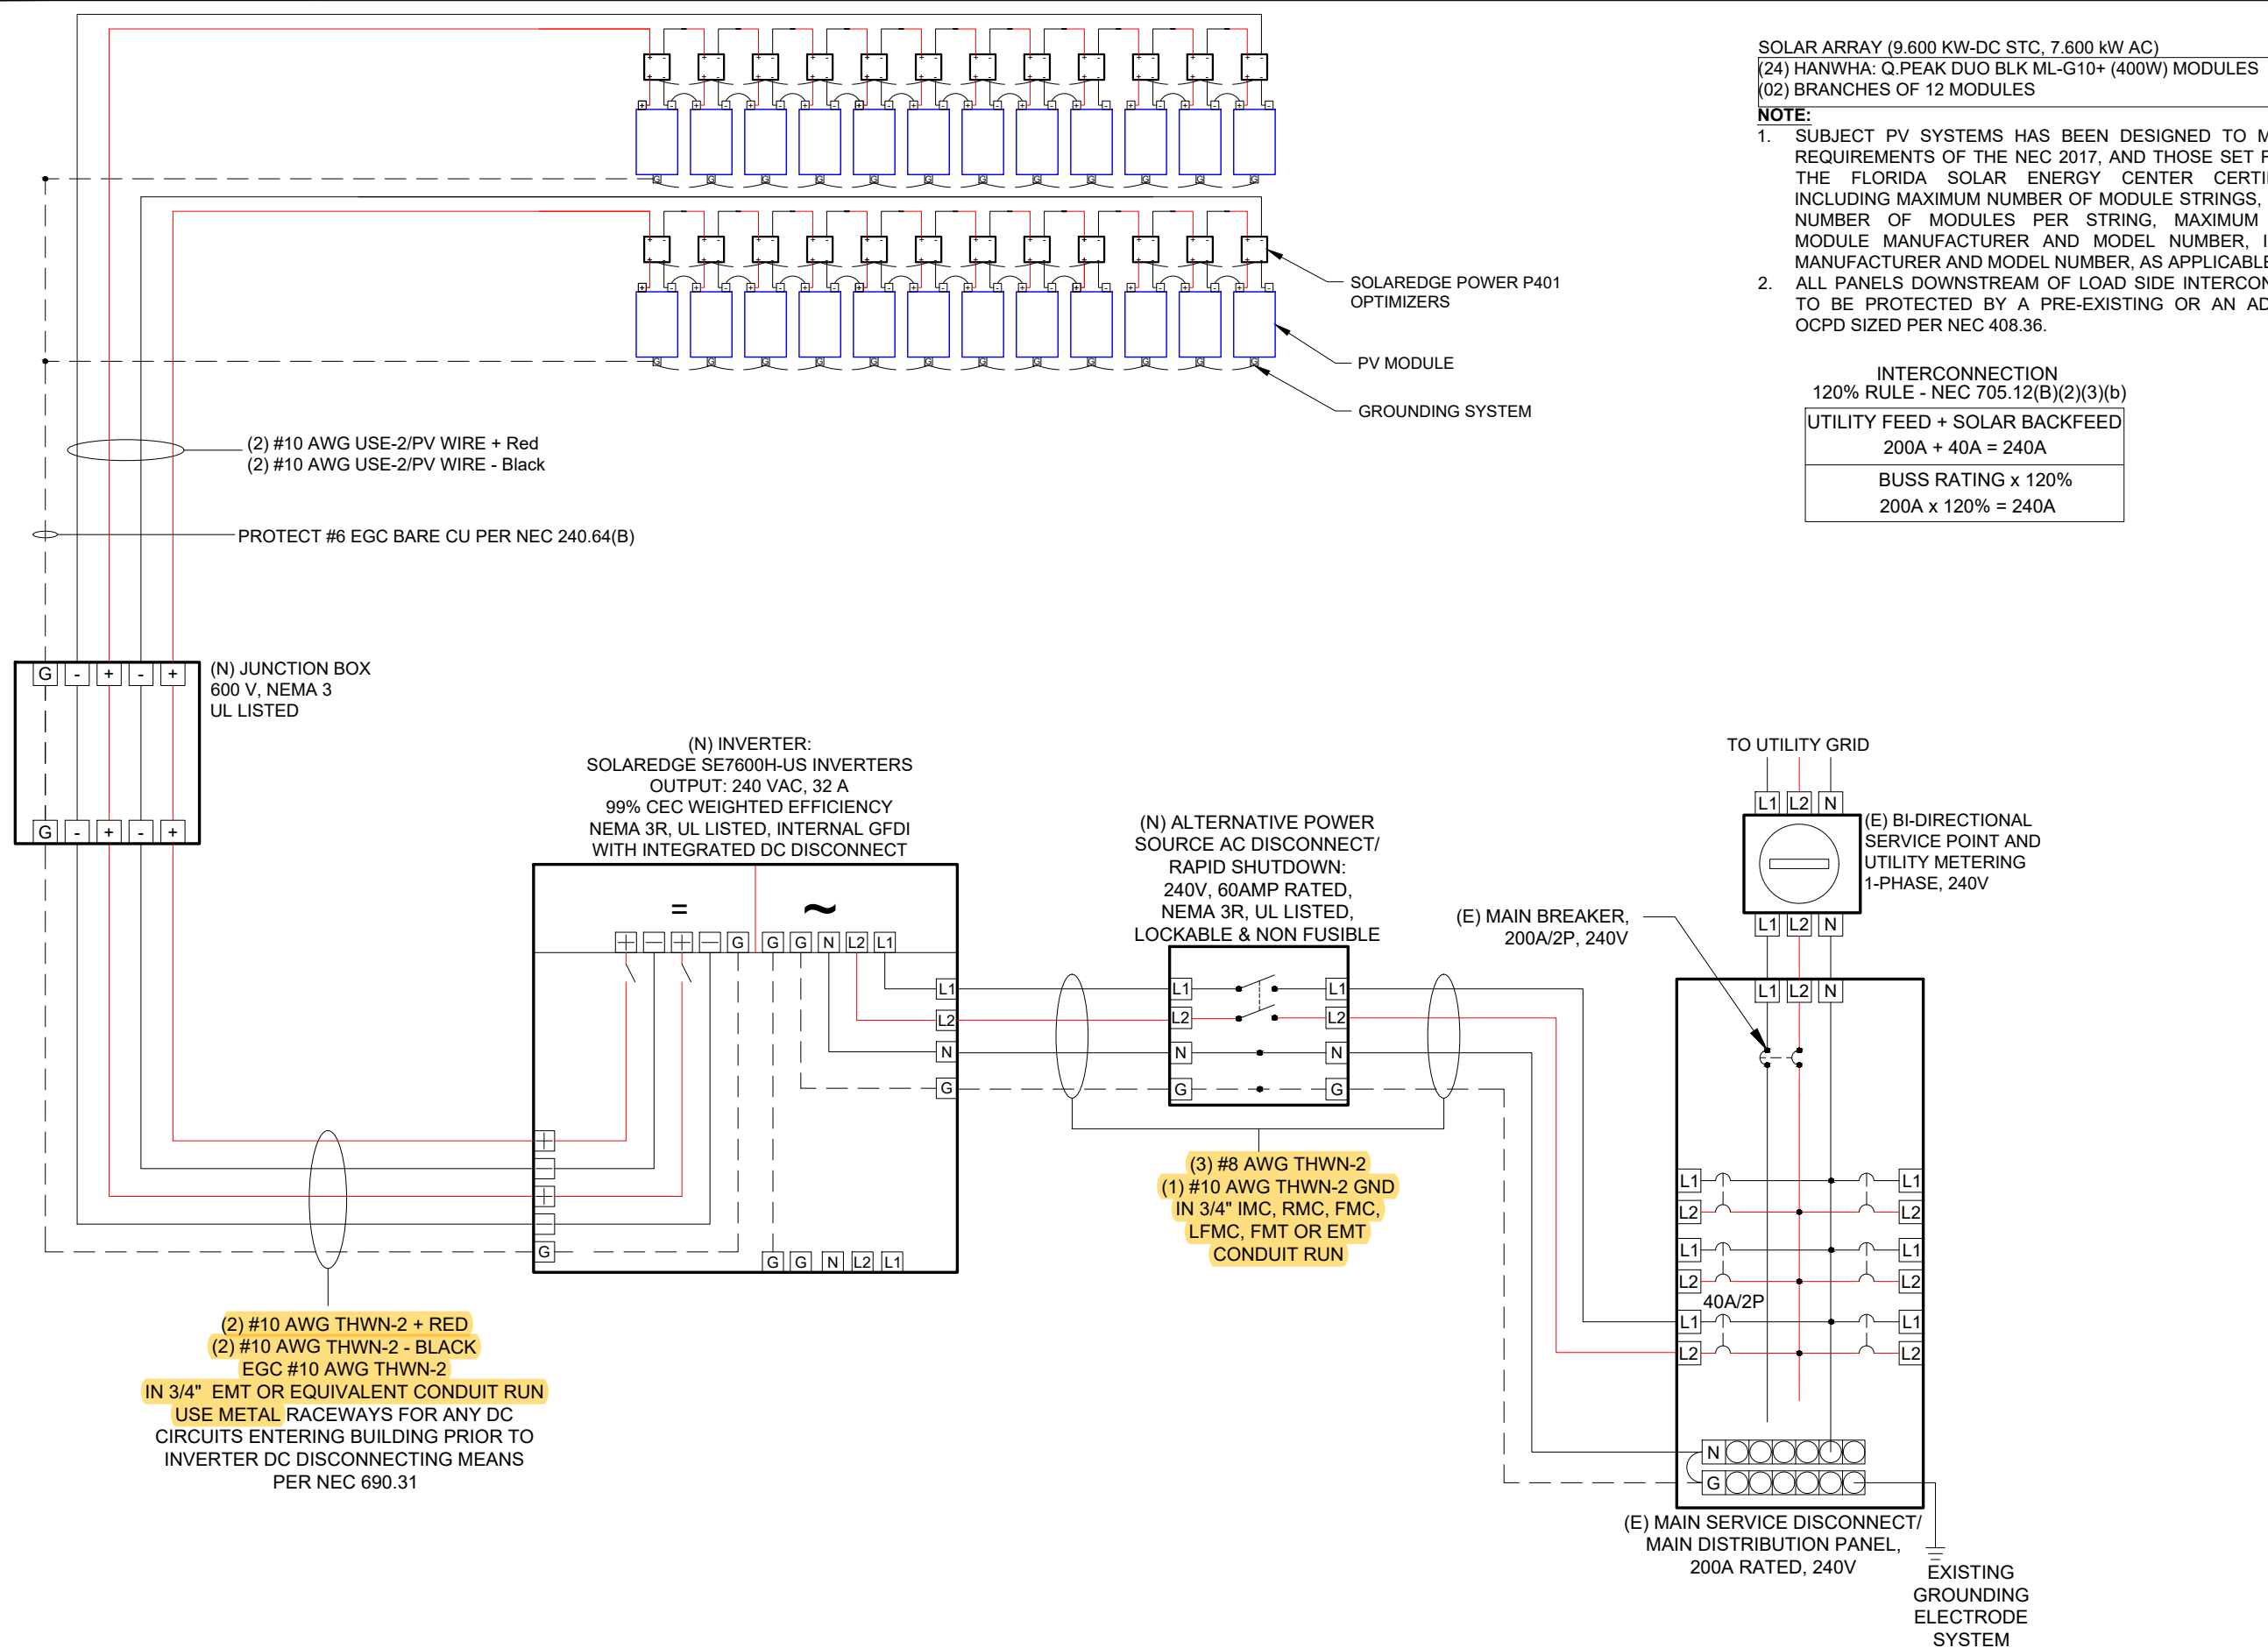 SOLAR ARRAY (9.600 KW-DC STC, 7.600 kW AC)
(24) HANWHA: Q.PEAK DUO BLK ML-G10+ (400W) MODULES
(02) BRANCHES OF 12 MODULES
NOTE:
1. SUBJECT PV SYSTEMS HAS BEEN DESIGNED TO
REQUIREMENTS OF THE NEC 2017, AND THOSE SET
THE FLORIDA SOLAR ENERGY CENTER
INCLUDING MAXIMUM NUMBER OF MODULE STRINGS,
NUMBER OF MODULES PER STRING, MAXIMUM
MODULE MANUFACTURER AND MODEL NUMBER,
MANUFACTURER AND MODEL NUMBER, AS APPLICABLE
2. ALL PANELS DOWNSTREAM OF LOAD SIDE
TO BE PROTECTED BY A PRE-EXISTING OR AN
OCPD SIZED PER NEC 408.36.
INTERCONNECTION
120% RULE - NEC 705.12(B)(2)(3)(b)
UTILITY FEED + SOLAR BACKFEED
200A + 40A = 240A
BUSS RATING x 120%
200A x 120% = 240A
SOLAREDGE POWER P401
OPTIMIZERS
PV MODULE
GROUNDING SYSTEM
(2) #10 AWG USE-2/PV WIRE + Red
(2) #10 AWG USE-2/PV WIRE - Black
PROTECT #6 EGC BARE CU PER NEC 240.64(B)
G - + - +
(N) JUNCTION BOX
600 V, NEMA 3
UL LISTED
G - + - +
(N) INVERTER:
SOLAREDGE SE7600H-US INVERTERS
OUTPUT: 240 VAC, 32 A
99% CEC WEIGHTED EFFICIENCY
NEMA 3R, UL LISTED, INTERNAL GFDI
WITH INTEGRATED DC DISCONNECT
= ~
+ - + - G G G N L2 L1
L1
L2
N
G
+
-
+
-
G
G G N L2 L1
(N) ALTERNATIVE POWER
SOURCE AC DISCONNECT/
RAPID SHUTDOWN:
240V, 60AMP RATED,
NEMA 3R, UL LISTED,
LOCKABLE & NON FUSIBLE
L1 L1
L2 L2
N N
G G
(3) #8 AWG THWN-2
(1) #10 AWG THWN-2 GND
IN 3/4" IMC, RMC, FMC,
LFMC, FMT OR EMT
CONDUIT RUN
(2) #10 AWG THWN-2 + RED
(2) #10 AWG THWN-2 - BLACK
EGC #10 AWG THWN-2
IN 3/4" EMT OR EQUIVALENT CONDUIT RUN
USE METAL RACEWAYS FOR ANY DC
CIRCUITS ENTERING BUILDING PRIOR TO
INVERTER DC DISCONNECTING MEANS
PER NEC 690.31
TO UTILITY GRID
L1 L2 N
(E) BI-DIRECTIONAL
SERVICE POINT AND
UTILITY METERING
1-PHASE, 240V
L1 L2 N
(E) MAIN BREAKER,
200A/2P, 240V
L1 L2 N
L1 L1
L2 L2
L1 L1
L2 L2
40A/2P
L1 L1
L2 L2
N
G
(E) MAIN SERVICE DISCONNECT/
MAIN DISTRIBUTION PANEL,
200A RATED, 240V
EXISTING
GROUNDING
ELECTRODE
SYSTEM